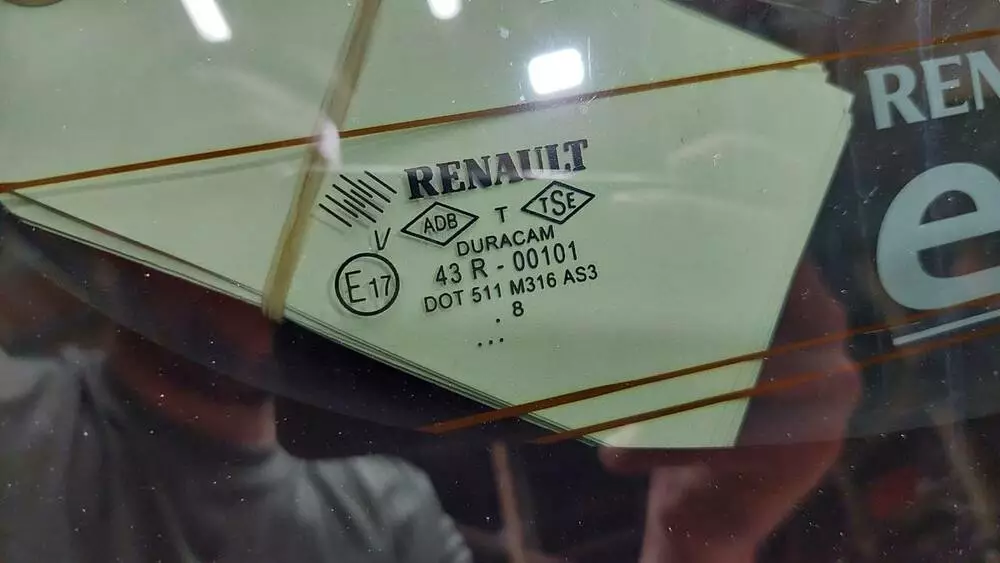 RENAULT
ADB T TSE
V DURACAM
E17 43 R - 00101
DOT 511 M316 AS3
. 8
...
REN
e